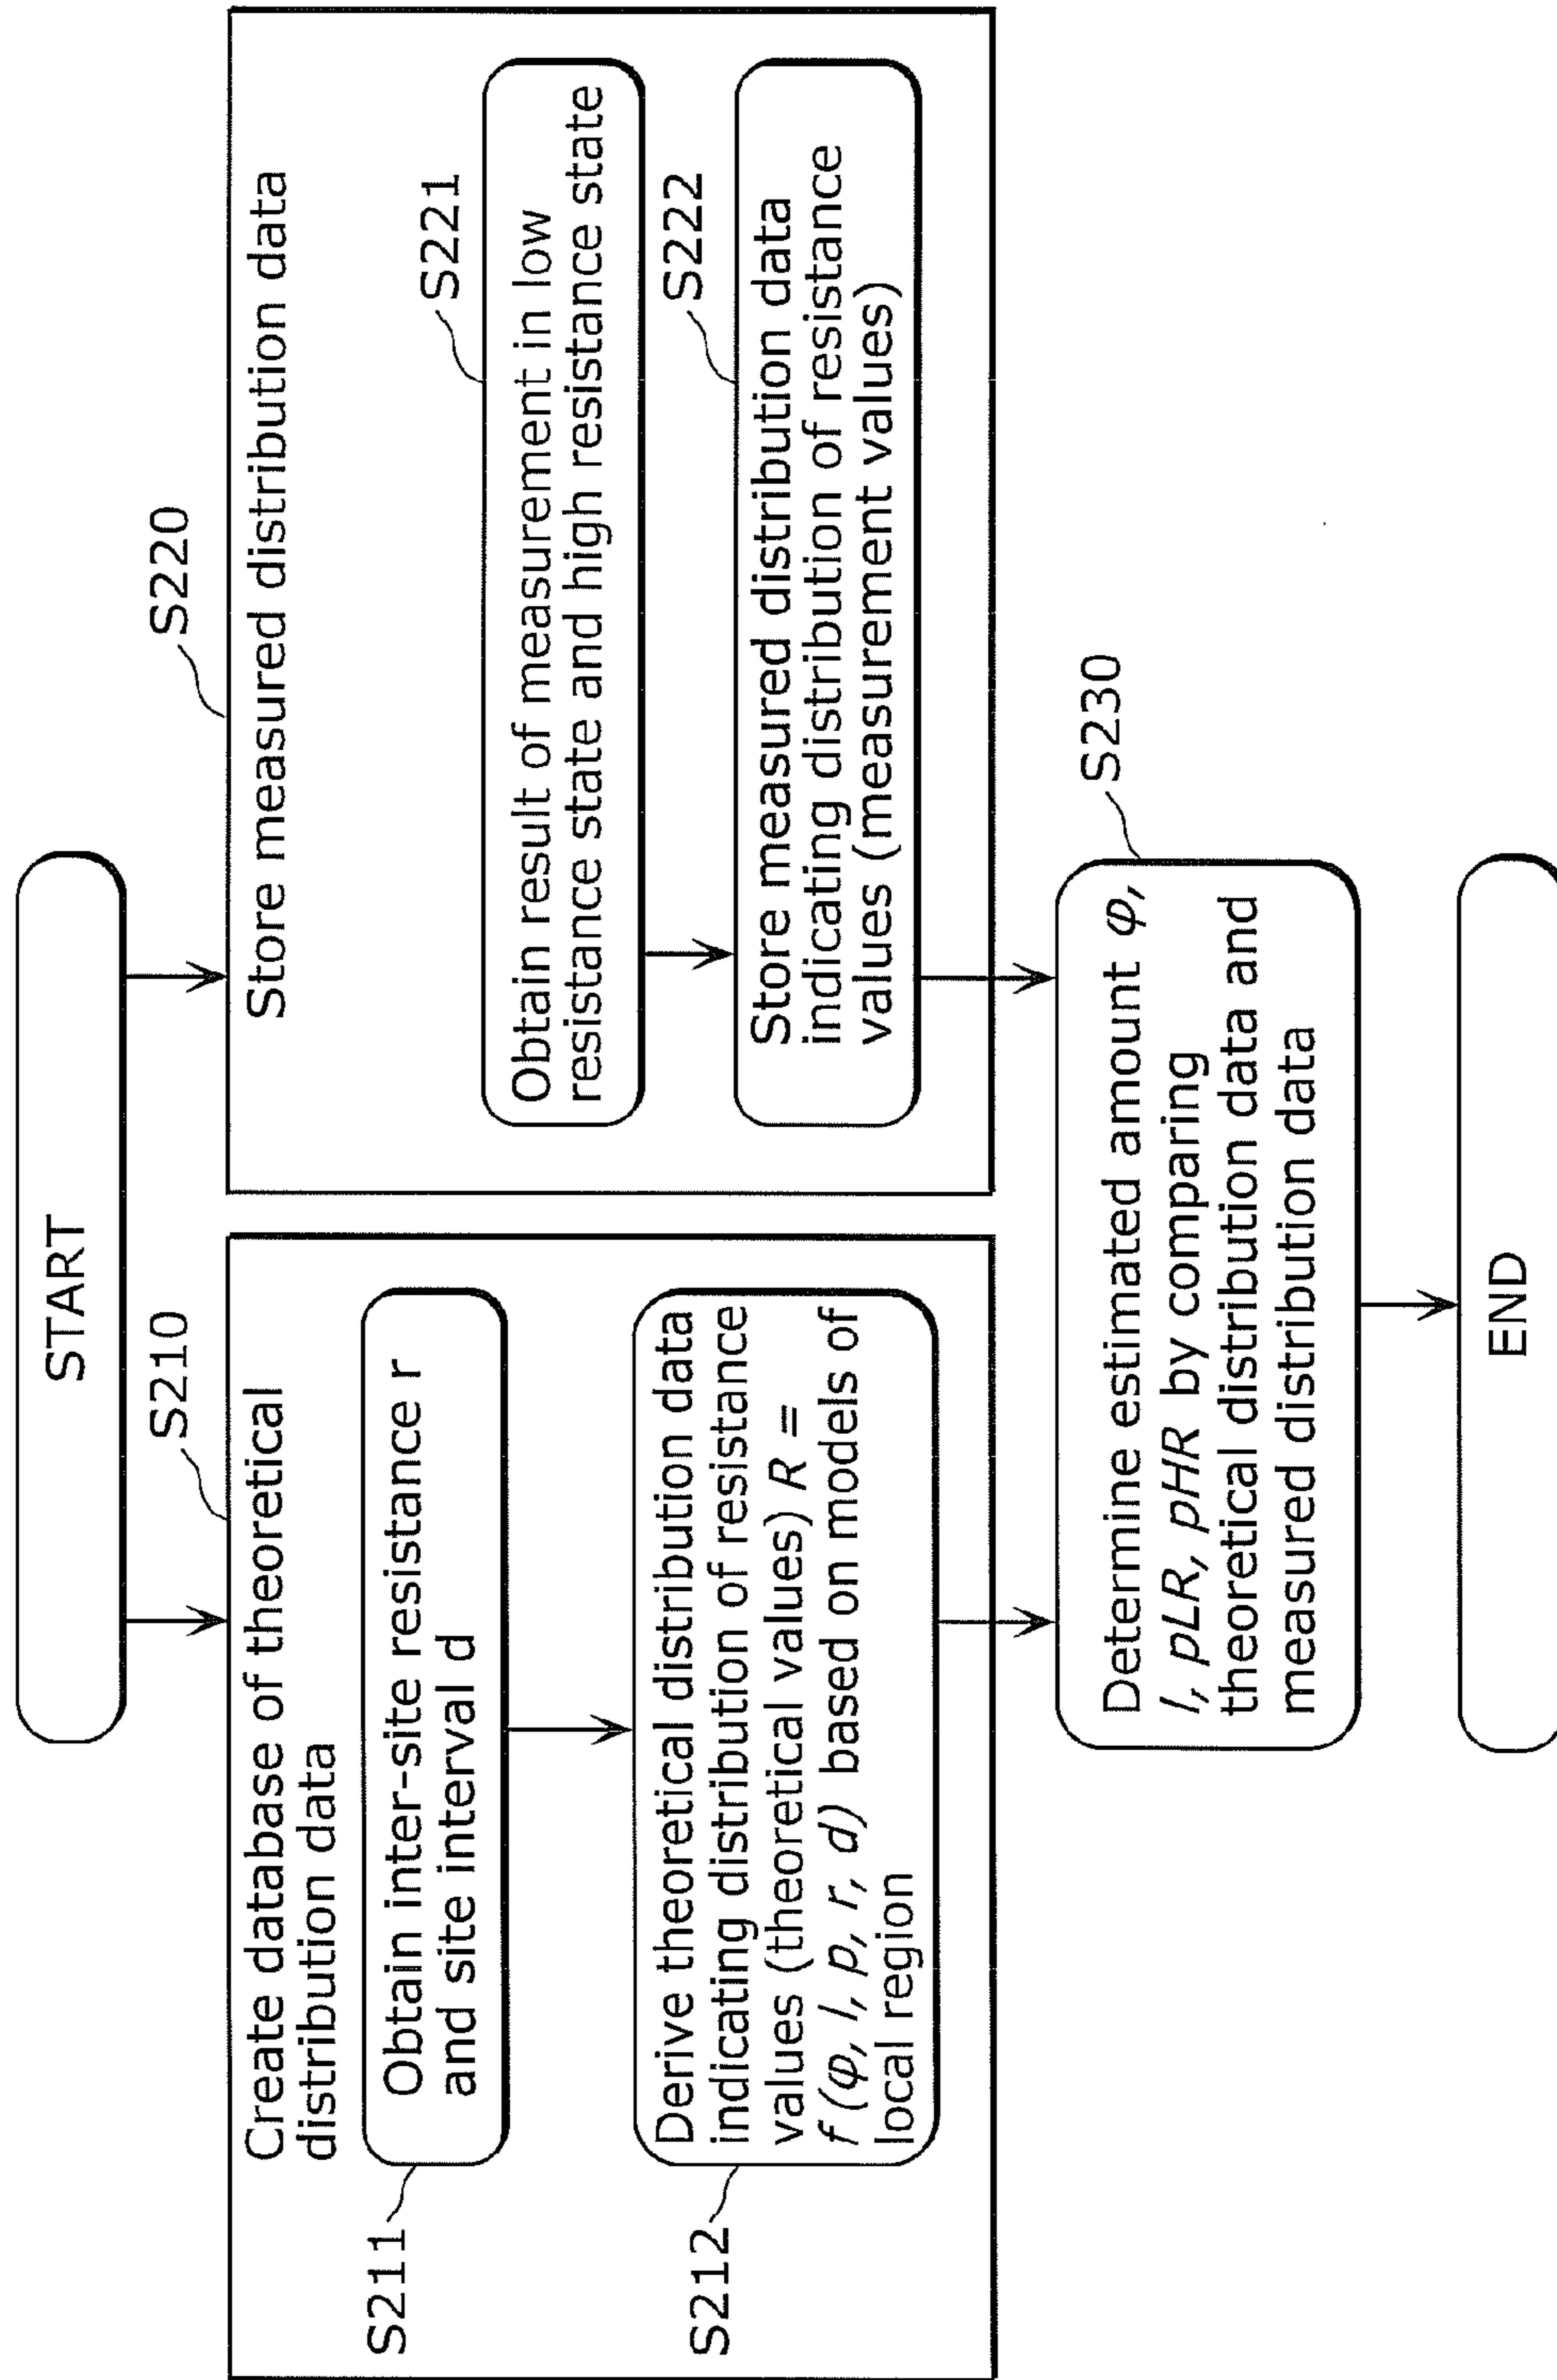 START
S210
Create database of theoretical
distribution data
S211
Obtain inter-site resistance r
and site interval d
S212
Derive theoretical distribution data
indicating distribution of resistance
values (theoretical values) R =
f (φ, l, p, r, d) based on models of
local region
S220
Store measured distribution data
S221
Obtain result of measurement in low
resistance state and high resistance state
S222
Store measured distribution data
indicating distribution of resistance
values (measurement values)
S230
Determine estimated amount φ,
l, pLR, pHR by comparing
theoretical distribution data and
measured distribution data
END